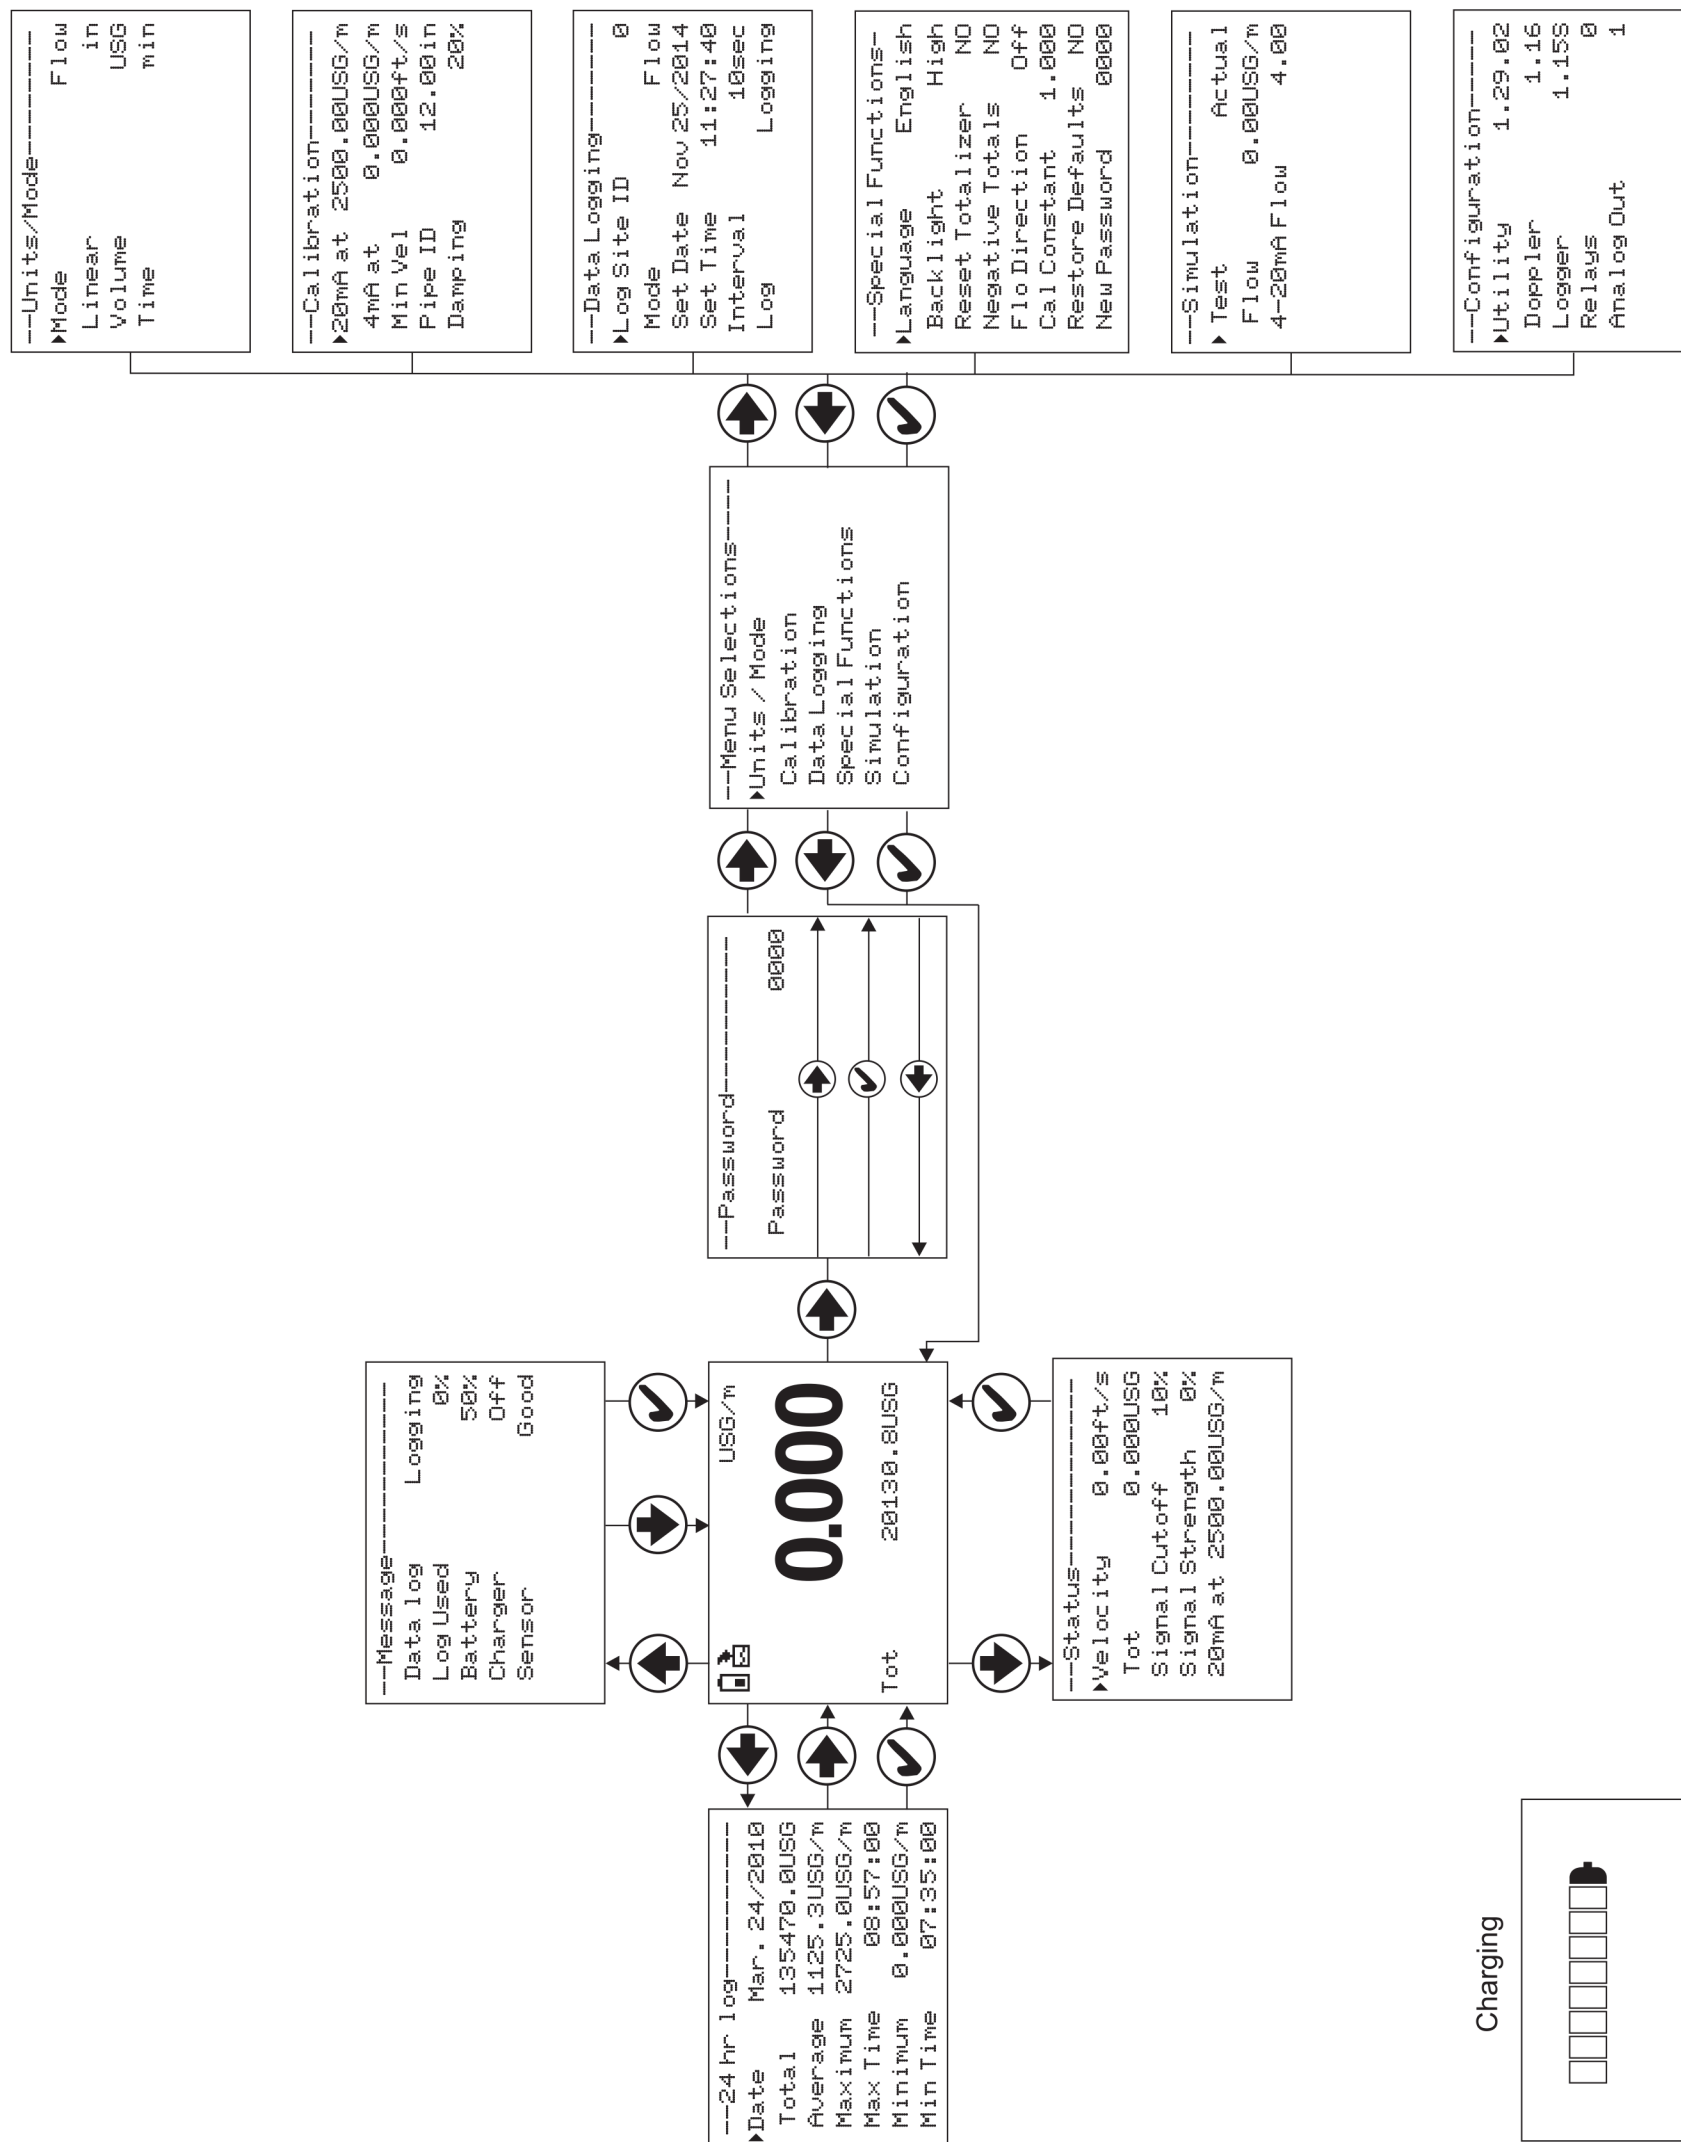 --Units/Mode---------
▸Mode Flow
Linear in
Volume USG
Time min
--Calibration-------
▸20mA at 2500.00USG/m
4mA at 0.000USG/m
Min Vel 0.000ft/s
Pipe ID 12.00in
Damping 20%
--Data Logging------
▸Log Site ID 0
Mode Flow
Set Date Nov 25/2014
Set Time 11:27:40
Interval 10sec
Log Logging
--Special Functions-
▸Language English
Backlight High
Reset Totalizer NO
Negative Totals NO
Flo Direction Off
Cal Constant 1.000
Restore Defaults NO
New Password 0000
--Simulation---------
▸ Test Actual
Flow 0.00USG/m
4-20mA Flow 4.00
--Configuration-----
▸Utility 1.29.02
Doppler 1.16
Logger 1.15S
Relays 0
Analog Out 1
--Menu Selections-----
▸Units / Mode
Calibration
Data Logging
Special Functions
Simulation
Configuration
--Password-----------
Password 0000
--Message------------
Data log Logging
Log Used 0%
Battery 50%
Charger Off
Sensor Good
USG/m
0.000
Tot 20130.8USG
--Status-------------
▸Velocity 0.00ft/s
Tot 0.000USG
Signal Cutoff 10%
Signal Strength 0%
20mA at 2500.00USG/m
--24 hr log----------
▸Date Mar. 24/2010
Total 135470.0USG
Average 1125.3USG/m
Maximum 2725.0USG/m
Max Time 08:57:00
Minimum 0.000USG/m
Min Time 07:35:00
Charging